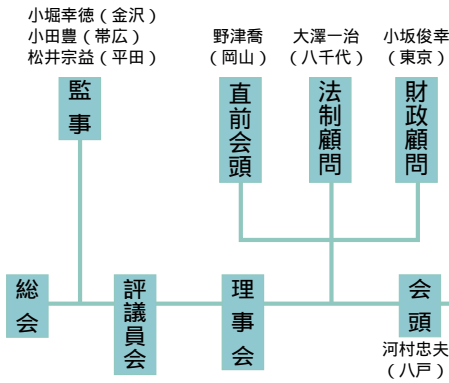 小堀幸徳（金沢）
小田豊（帯広）
松井宗益（平田）
監事
野津喬
（岡山）
直前会頭
大澤一治
（八千代）
法制顧問
小坂俊幸
（東京）
財政顧問
総会
評議員会
理事会
会頭
河村忠夫
（八戸）